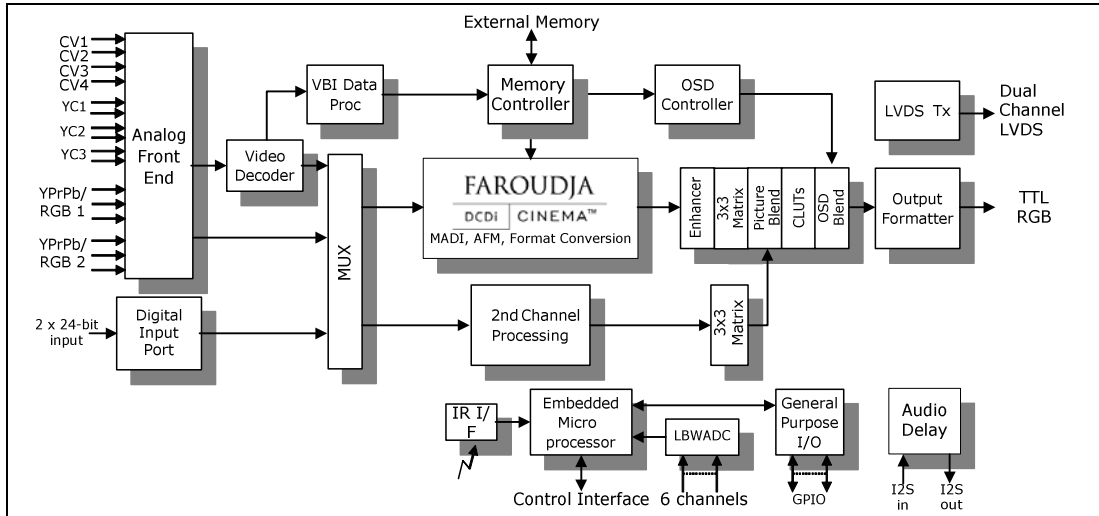 External Memory
CV1
CV2
CV3
CV4
YC1
YC2
YC3
YPrPb/
RGB 1
YPrPb/
RGB 2
2 x 24-bit
input
Analog
Front
End
Digital
Input
Port
Video
Decoder
VBI Data
Proc
MUX
Memory
Controller
OSD
Controller
FAROUDJA
DCDi CINEMA™
MADI, AFM, Format Conversion
2nd Channel
Processing
3x3
Matrix
Enhancer
3x3
Matrix
Picture
Blend
CLUTs
OSD
Blend
LVDS Tx
Dual
Channel
LVDS
Output
Formatter
TTL
RGB
IR I/
F
Embedded
Micro
processor
LBWADC
General
Purpose
I/O
Audio
Delay
Control Interface
6 channels
GPIO
I2S
in
I2S
out